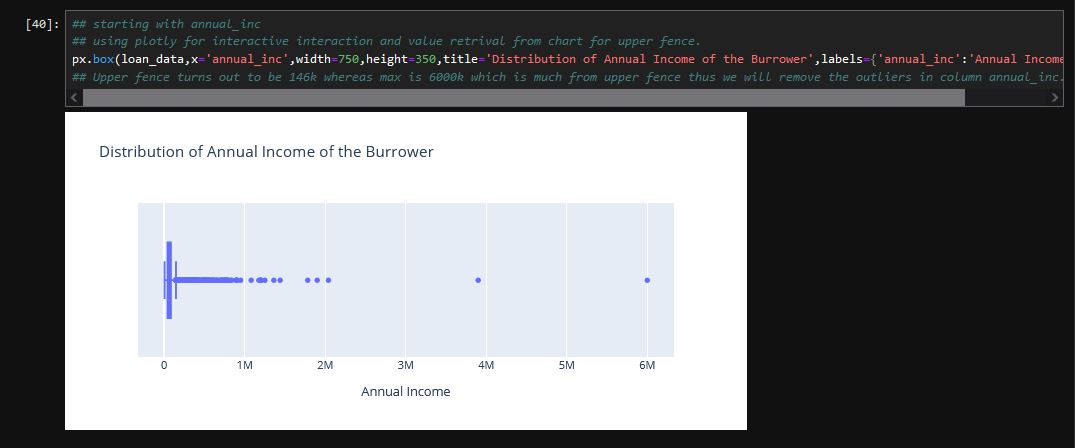 [40]:
## starting with annual_inc
## using plotly for interactive interaction and value retrival from chart for upper fence.
px.box(loan_data,x='annual_inc',width=750,height=350,title='Distribution of Annual Income of the Burrower',labels={'annual_inc':'Annual Income
## Upper fence turns out to be 146k whereas max is 6000k which is much from upper fence thus we will remove the outliers in column annual_inc.
Distribution of Annual Income of the Burrower
0 1M 2M 3M 4M 5M 6M
Annual Income